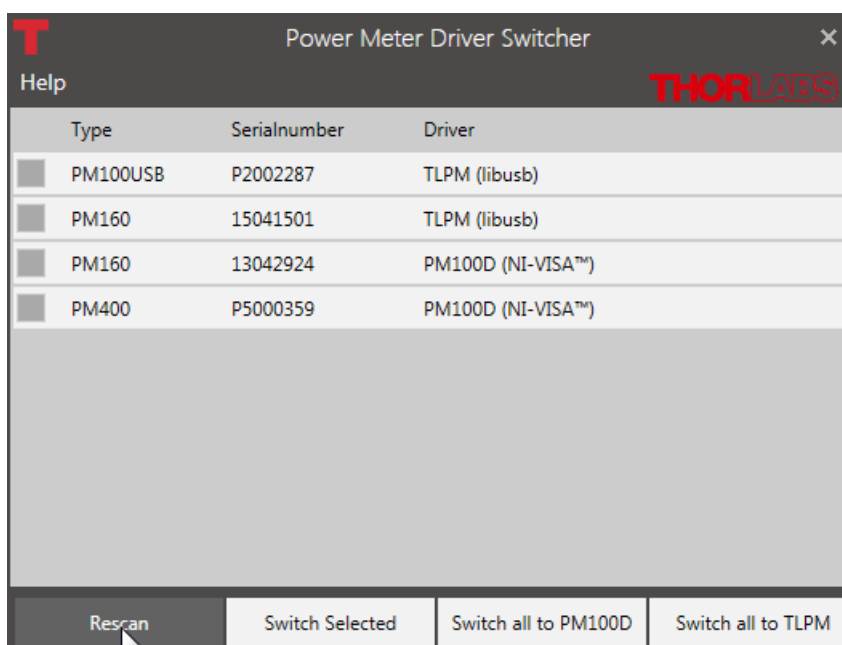 T
Power Meter Driver Switcher ×
Help
THORLABS
Type Serialnumber Driver
PM100USB P2002287 TLPM (libusb)
PM160 15041501 TLPM (libusb)
PM160 13042924 PM100D (NI-VISA™)
PM400 P5000359 PM100D (NI-VISA™)
Rescan Switch Selected Switch all to PM100D Switch all to TLPM